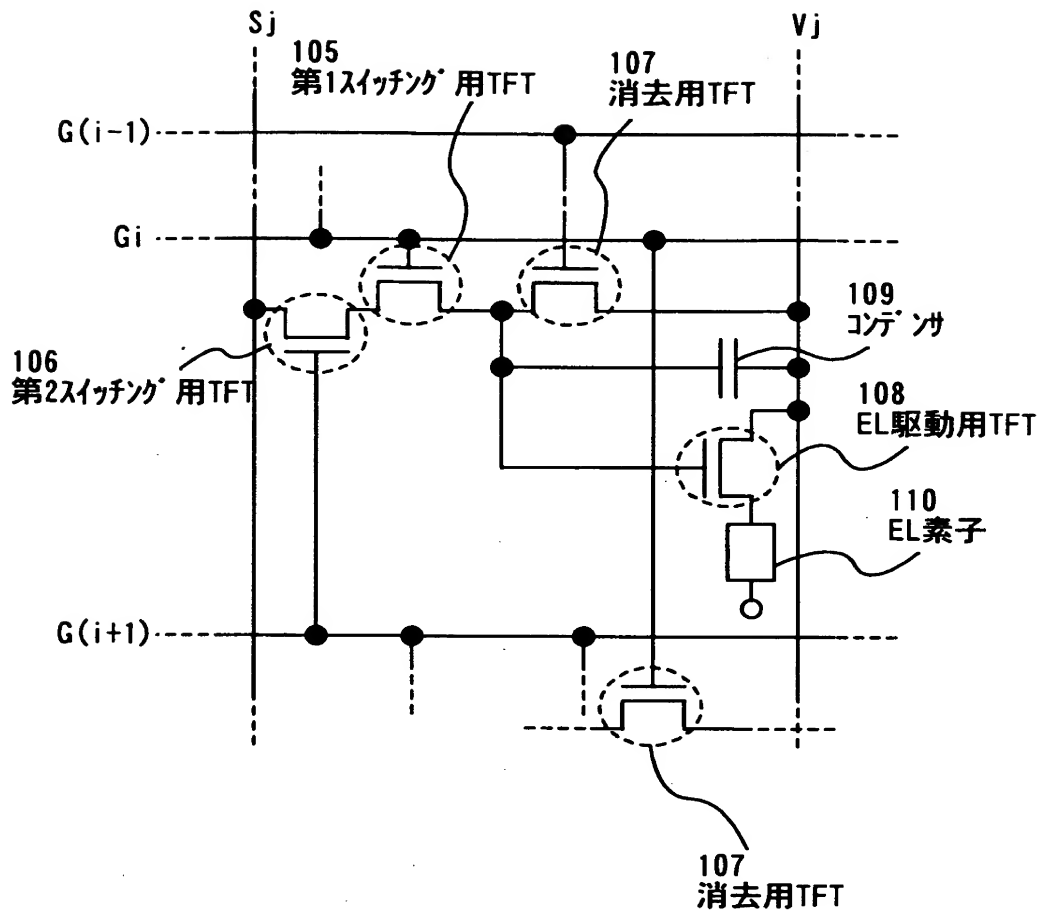 Sj
Vj
105
第1スイッチング用TFT
107
消去用TFT
G(i-1)
Gi
109
コンデンサ
106
第2スイッチング用TFT
108
EL駆動用TFT
110
EL素子
G(i+1)
107
消去用TFT